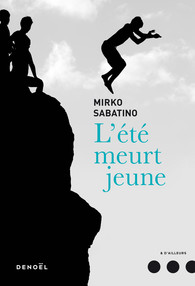 MIRKO
SABATINO
L'été
meurt
jeune
& D'AILLEURS
DENOËL